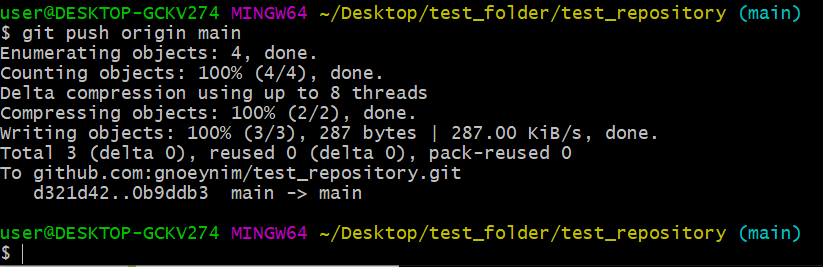 user@DESKTOP-GCKV274 MINGW64 ~/Desktop/test_folder/test_repository (main)
$ git push origin main
Enumerating objects: 4, done.
Counting objects: 100% (4/4), done.
Delta compression using up to 8 threads
Compressing objects: 100% (2/2), done.
Writing objects: 100% (3/3), 287 bytes | 287.00 KiB/s, done.
Total 3 (delta 0), reused 0 (delta 0), pack-reused 0
To github.com:gnoeynim/test_repository.git
   d321d42..0b9ddb3  main -> main

user@DESKTOP-GCKV274 MINGW64 ~/Desktop/test_folder/test_repository (main)
$